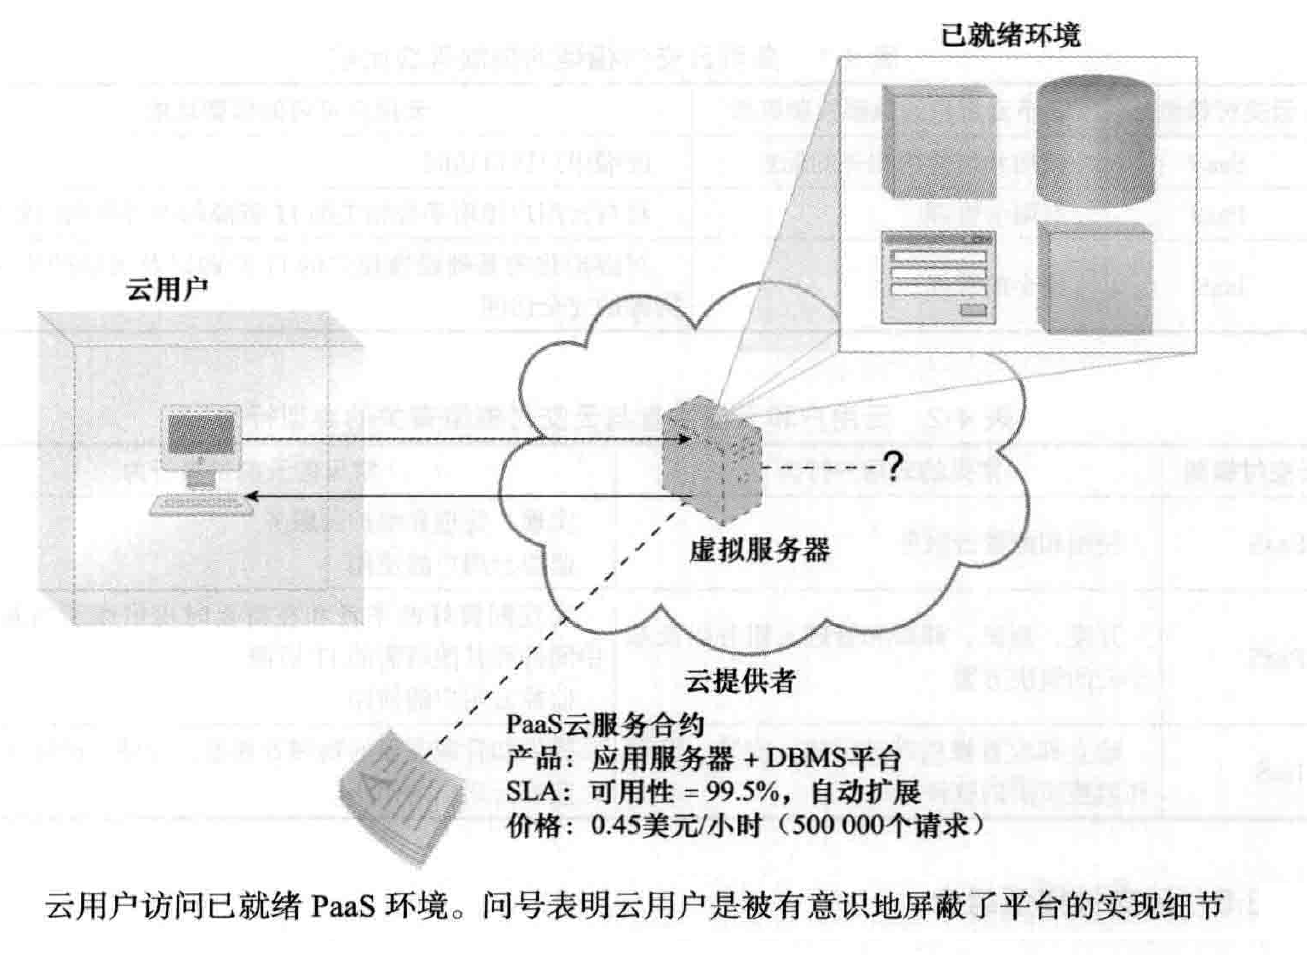 已就绪环境
云用户
?
虚拟服务器
云提供者
PaaS云服务合约
产品：应用服务器 + DBMS平台
SLA：可用性 = 99.5%，自动扩展
价格：0.45美元/小时（500 000个请求）
云用户访问已就绪 PaaS 环境。问号表明云用户是被有意识地屏蔽了平台的实现细节